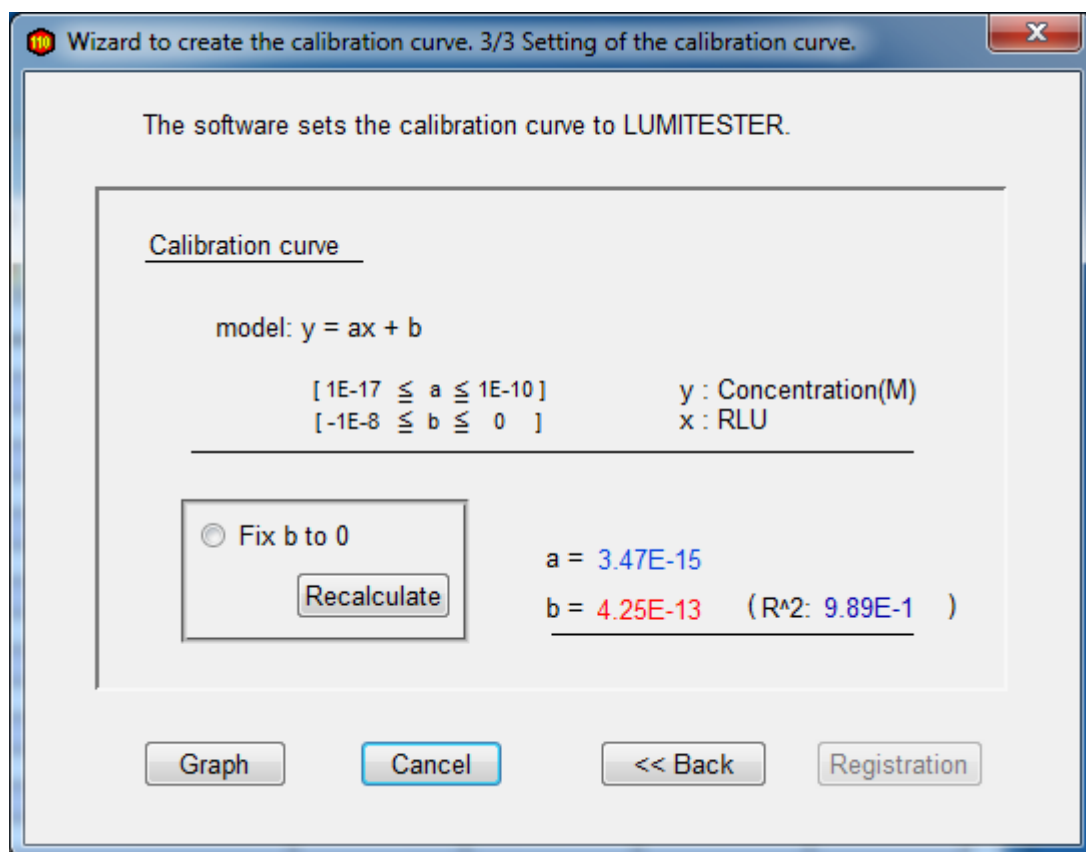 110 Wizard to create the calibration curve. 3/3 Setting of the calibration curve.
The software sets the calibration curve to LUMITESTER.
Calibration curve
model: y = ax + b
[ 1E-17 ≦ a ≦ 1E-10 ] y : Concentration(M)
[ -1E-8 ≦ b ≦ 0 ] x : RLU
Fix b to 0
Recalculate
a = 3.47E-15
b = 4.25E-13 ( R^2: 9.89E-1 )
Graph Cancel << Back Registration